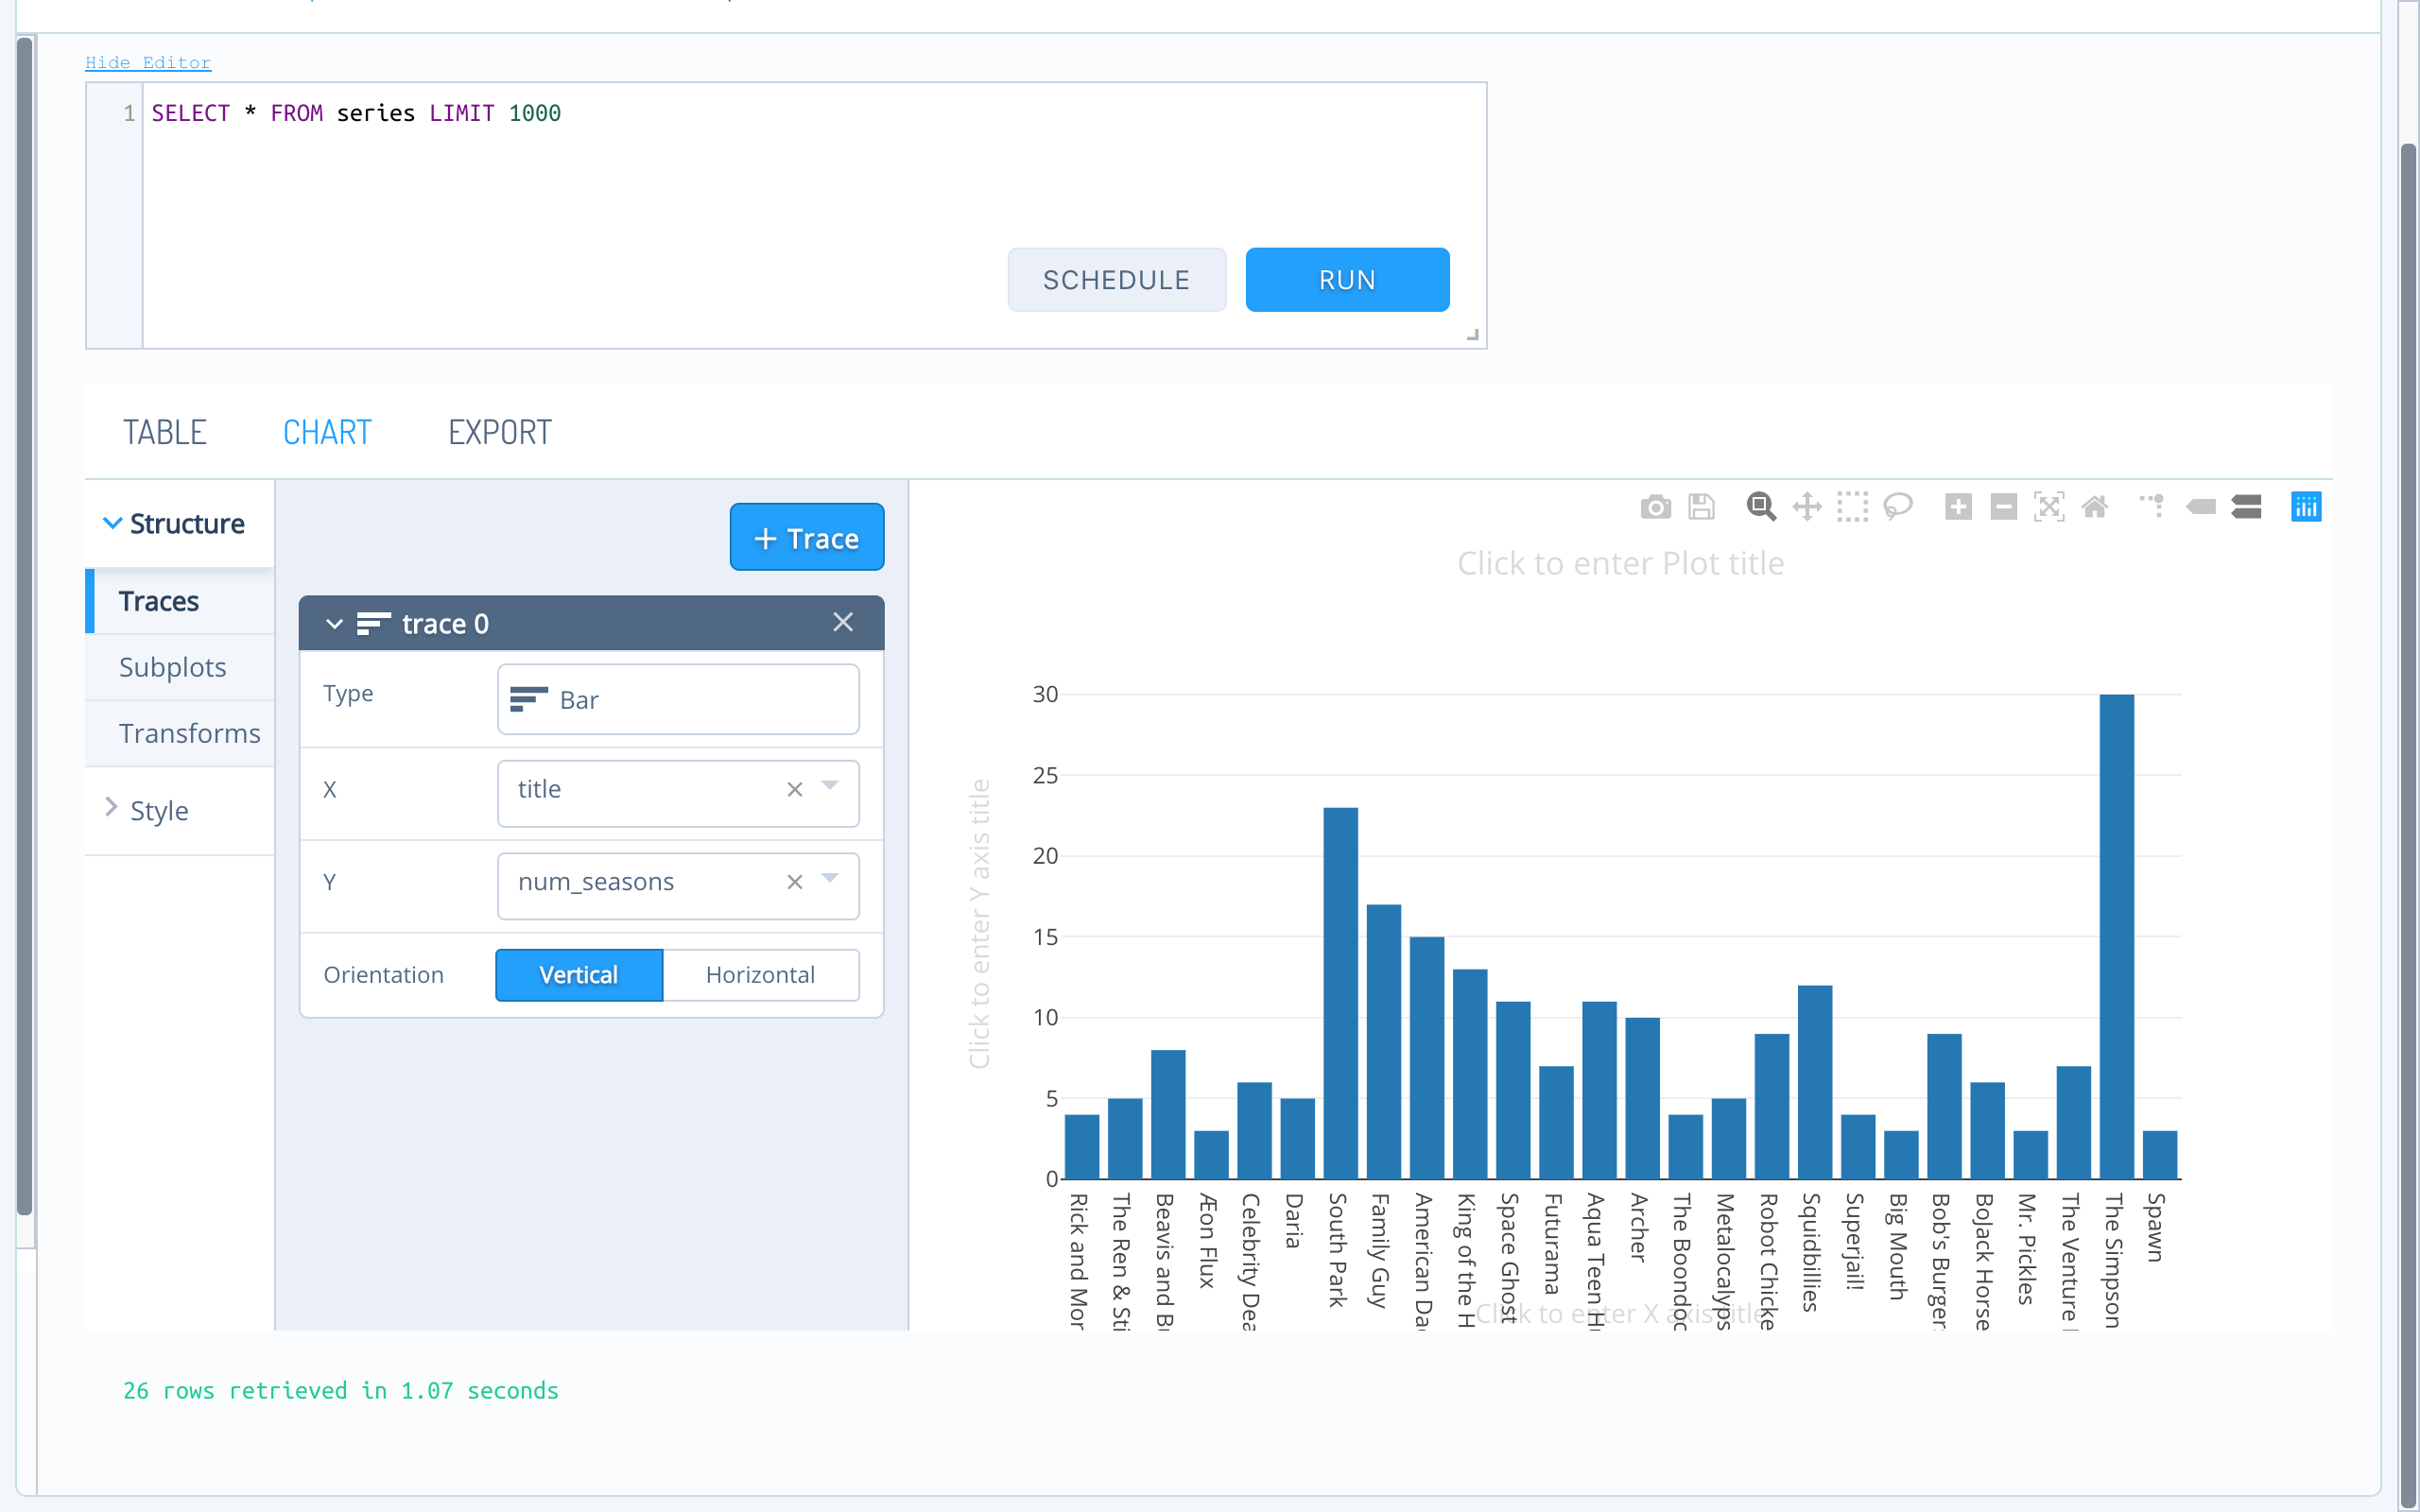 Hide Editor
1 SELECT * FROM series LIMIT 1000
SCHEDULE RUN
TABLE CHART EXPORT
Structure
Traces
Subplots
Transforms
Style
+ Trace
trace 0
Type Bar
X title
Y num_seasons
Orientation Vertical Horizontal
Click to enter Plot title
Click to enter Y axis title
30
25
20
15
10
5
0
Rick and Mor
The Ren & Sti
Beavis and Bu
Æon Flux
Celebrity Dea
Daria
South Park
Family Guy
American Dad
King of the H
Space Ghost
Futurama
Aqua Teen Hu
Archer
The Boondoc
Metalocalyps
Robot Chicke
Squidbillies
Superjail!
Big Mouth
Bob's Burger
BoJack Horse
Mr. Pickles
The Venture
The Simpson
Spawn
Click to enter X axis title
26 rows retrieved in 1.07 seconds